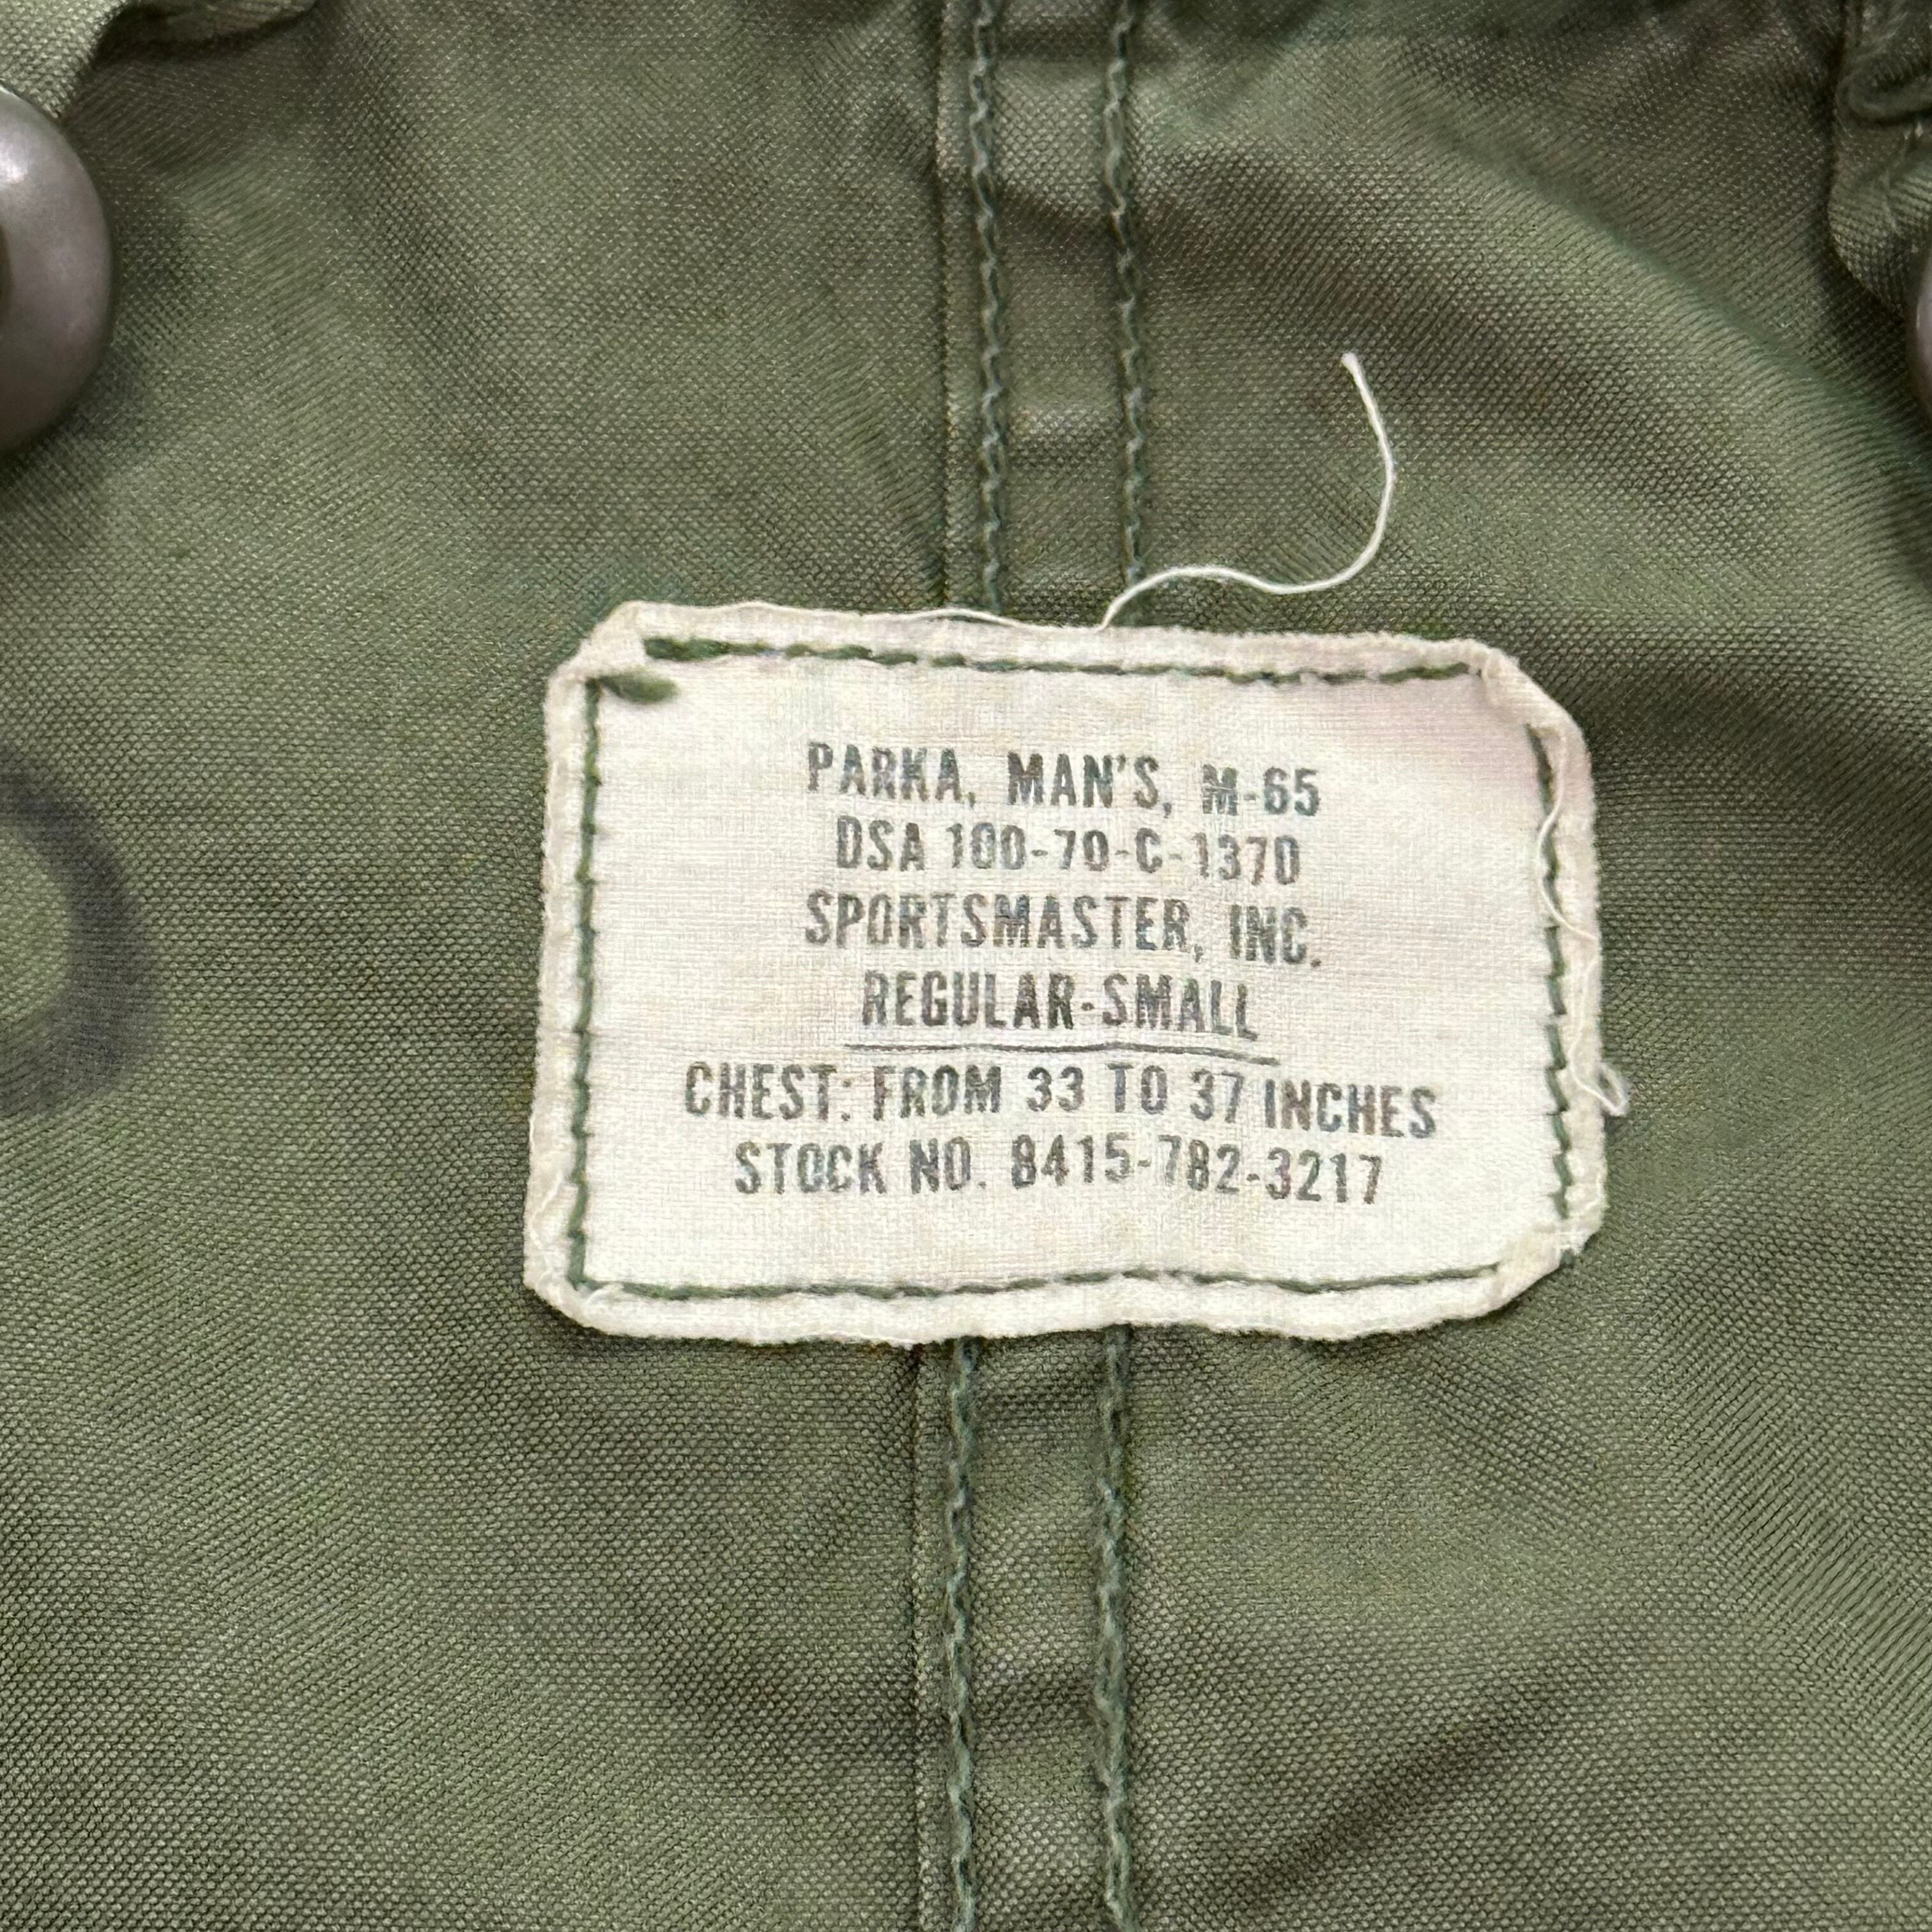 PARKA, MAN'S, M-65
DSA 100-70-C-1370
SPORTSMASTER, INC.
REGULAR-SMALL
CHEST: FROM 33 TO 37 INCHES
STOCK NO. 8415-782-3217